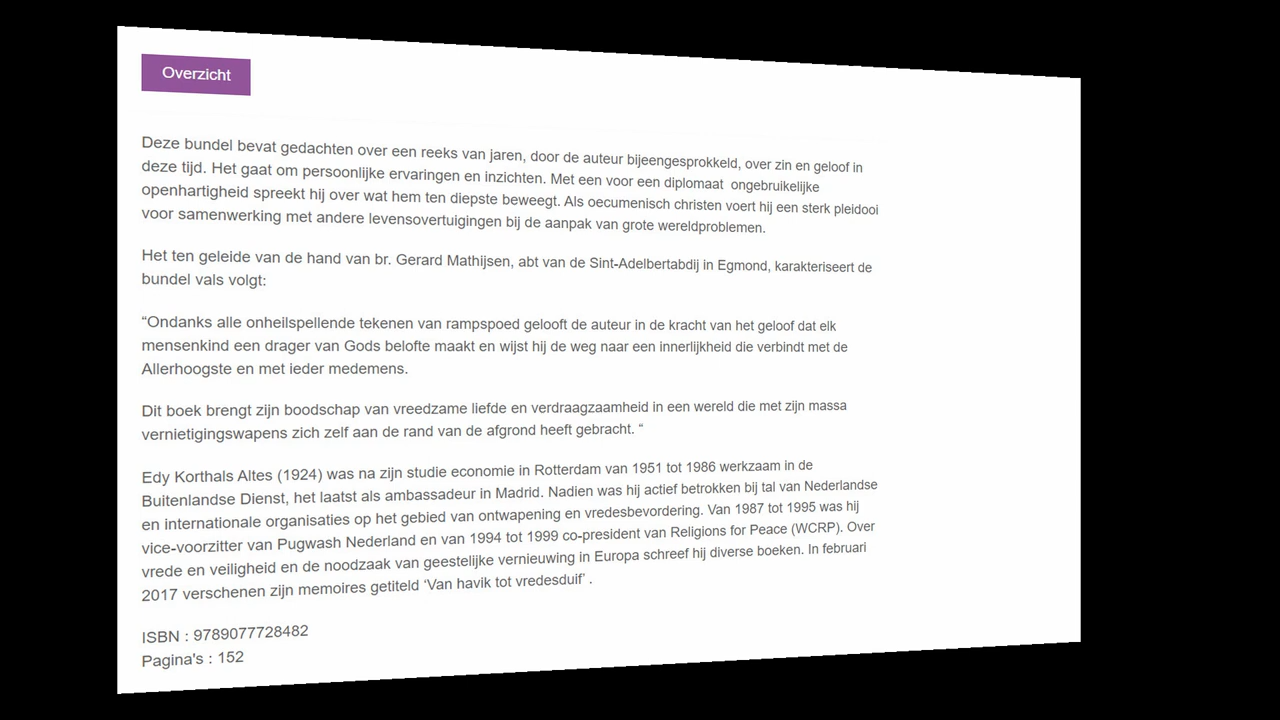 Overzicht
Deze bundel bevat gedachten over een reeks van jaren, door de auteur bijeengesprokkeld, over zin en geloof in
deze tijd. Het gaat om persoonlijke ervaringen en inzichten. Met een voor een diplomaat  ongebruikelijke
openhartigheid spreekt hij over wat hem ten diepste beweegt. Als oecumenisch christen voert hij een sterk pleidooi
voor samenwerking met andere levensovertuigingen bij de aanpak van grote wereldproblemen.
Het ten geleide van de hand van br. Gerard Mathijsen, abt van de Sint-Adelbertabdij in Egmond, karakteriseert de
bundel vals volgt:
“Ondanks alle onheilspellende tekenen van rampspoed gelooft de auteur in de kracht van het geloof dat elk
mensenkind een drager van Gods belofte maakt en wijst hij de weg naar een innerlijkheid die verbindt met de
Allerhoogste en met ieder medemens.
Dit boek brengt zijn boodschap van vreedzame liefde en verdraagzaamheid in een wereld die met zijn massa
vernietigingswapens zich zelf aan de rand van de afgrond heeft gebracht. “
Edy Korthals Altes (1924) was na zijn studie economie in Rotterdam van 1951 tot 1986 werkzaam in de
Buitenlandse Dienst, het laatst als ambassadeur in Madrid. Nadien was hij actief betrokken bij tal van Nederlandse
en internationale organisaties op het gebied van ontwapening en vredesbevordering. Van 1987 tot 1995 was hij
vice-voorzitter van Pugwash Nederland en van 1994 tot 1999 co-president van Religions for Peace (WCRP). Over
vrede en veiligheid en de noodzaak van geestelijke vernieuwing in Europa schreef hij diverse boeken. In februari
2017 verschenen zijn memoires getiteld ‘Van havik tot vredesduif’ .
ISBN : 9789077728482
Pagina's : 152